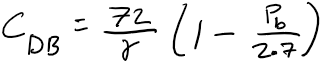 C_DB = 72/γ (1 - P_b/2.7)